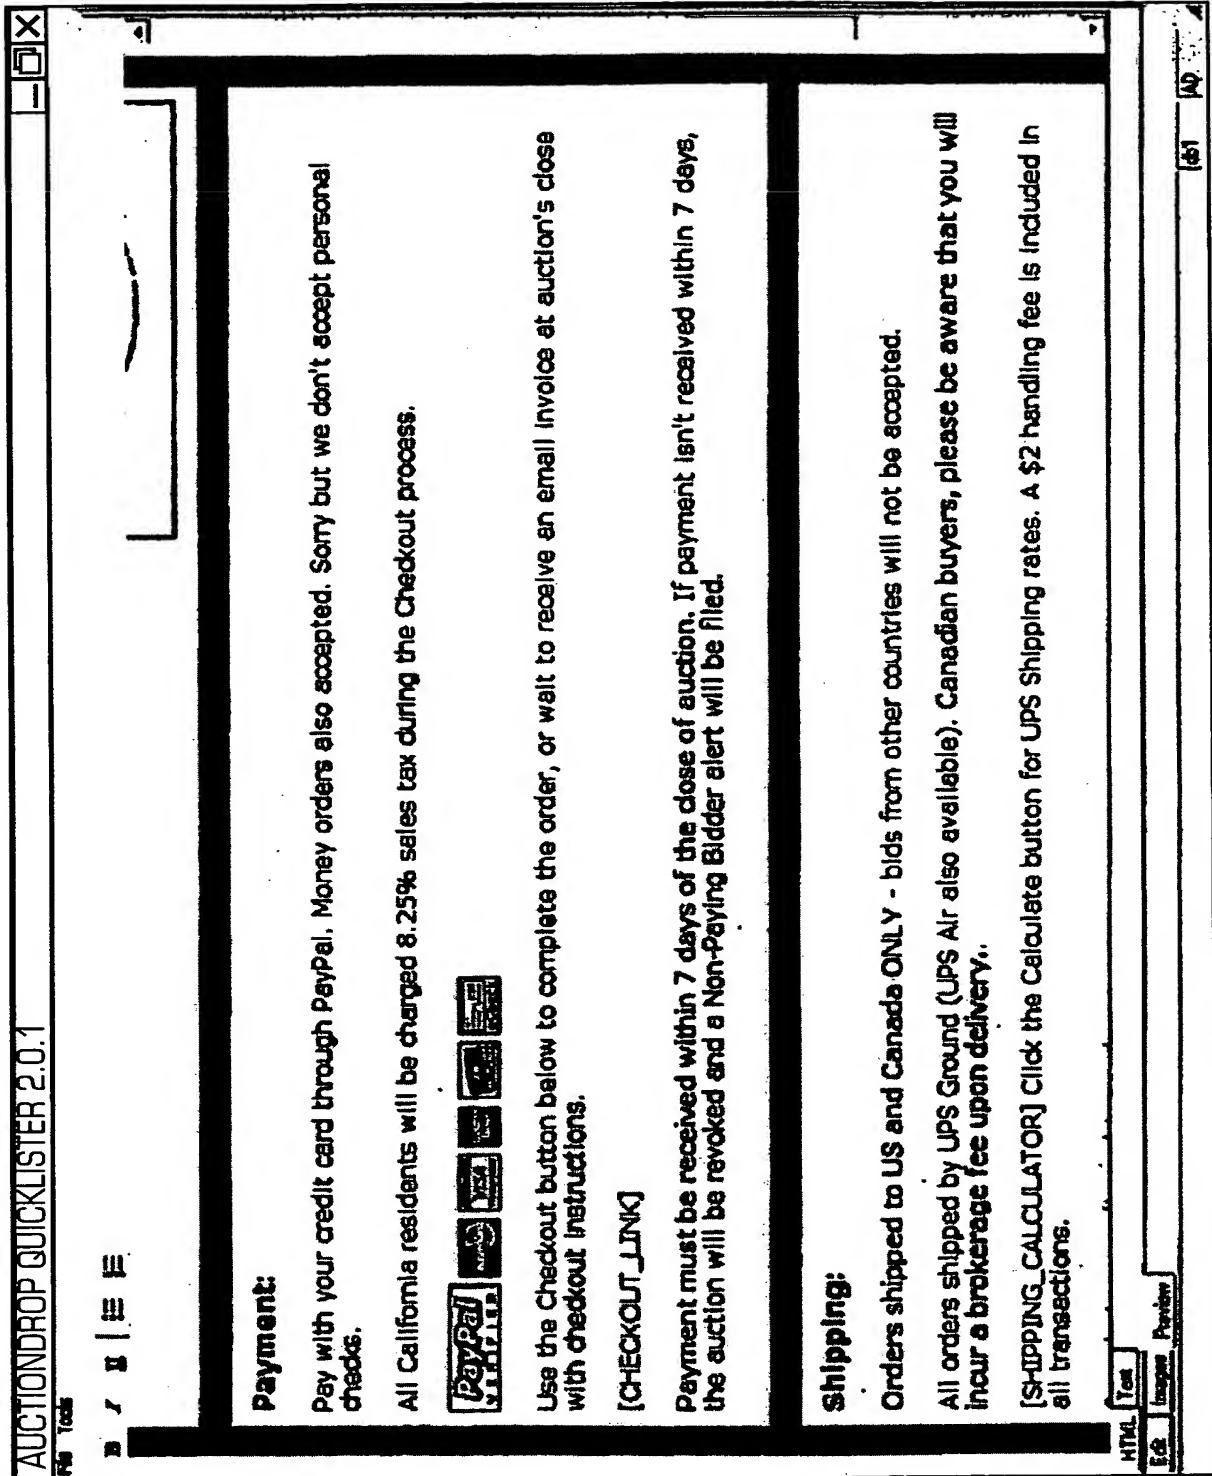 AUCTIONDROP QUICKLISTER 2.0.1
File Tools
B I U
Payment:
Pay with your credit card through PayPal. Money orders also accepted. Sorry but we don't accept personal
checks.
All California residents will be charged 8.25% sales tax during the Checkout process.
PayPal VISA
VERIFIED
Use the Checkout button below to complete the order, or wait to receive an email invoice at auction's close
with checkout instructions.
[CHECKOUT_LINK]
Payment must be received within 7 days of the close of auction. If payment isn't received within 7 days,
the auction will be revoked and a Non-Paying Bidder alert will be filed.
Shipping:
Orders shipped to US and Canada ONLY - bids from other countries will not be accepted.
All orders shipped by UPS Ground (UPS Air also available). Canadian buyers, please be aware that you will
incur a brokerage fee upon delivery..
[SHIPPING_CALCULATOR] Click the Calculate button for UPS Shipping rates. A $2 handling fee is included in
all transactions.
HTML Text
Edit Images Preview
db1 AD